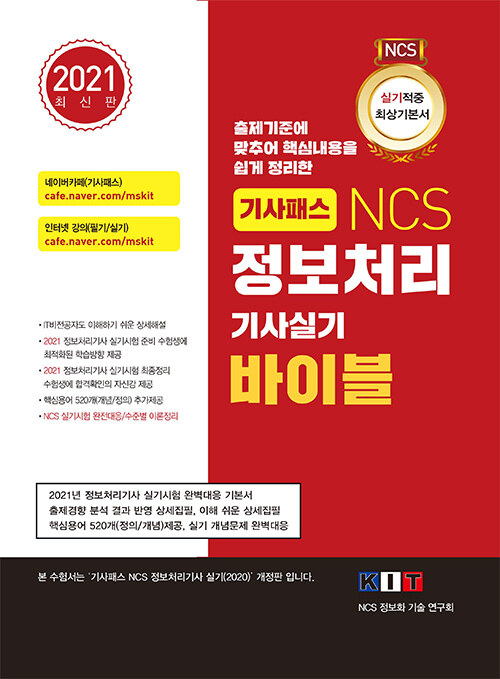 2021
최 신 판
NCS
실기적중
최상기본서
출제기준에
맞추어 핵심내용을
쉽게 정리한
네이버카페(기사패스)
cafe.naver.com/mskit
인터넷 강의(필기/실기)
cafe.naver.com/mskit
기사패스 NCS
정보처리
기사실기
바이블
• IT비전공자도 이해하기 쉬운 상세해설
• 2021 정보처리기사 실기시험 준비 수험생에
최적화된 학습방향 제공
• 2021 정보처리기사 실기시험 최종정리
수험생에 합격확인의 자신감 제공
• 핵심용어 520개(개념/정의) 추가제공
• NCS 실기시험 완전대응/수준별 이론정리
2021년 정보처리기사 실기시험 완벽대응 기본서
출제경향 분석 결과 반영 상세집필, 이해 쉬운 상세집필
핵심용어 520개(정의/개념)제공, 실기 개념문제 완벽대응
본 수험서는 '기사패스 NCS 정보처리기사 실기(2020)' 개정판 입니다.
KIT
NCS 정보화 기술 연구회